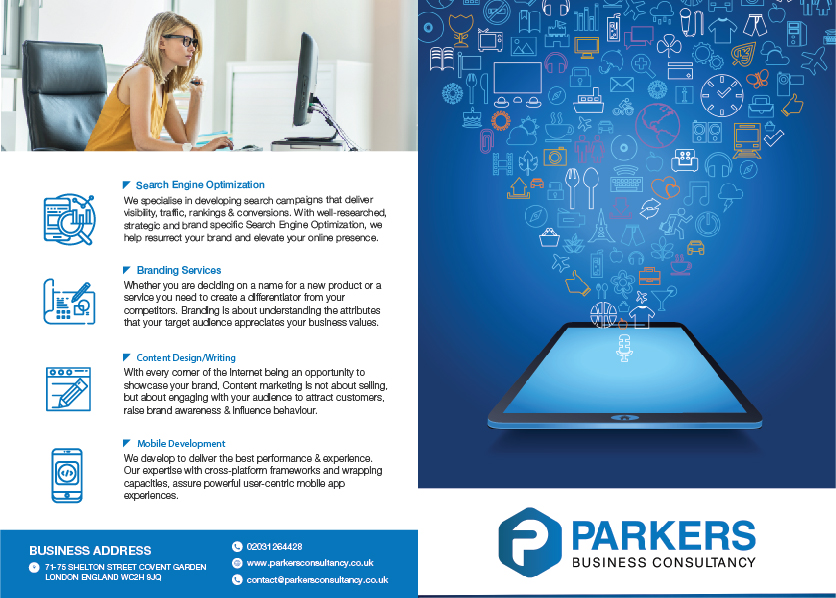 Search Engine Optimization
We specialise in developing search campaigns that deliver
visibility, traffic, rankings & conversions. With well-researched,
strategic and brand specific Search Engine Optimization, we
help resurrect your brand and elevate your online presence.
Branding Services
Whether you are deciding on a name for a new product or a
service you need to create a differentiator from your
competitors. Branding is about understanding the attributes
that your target audience appreciates your business values.
Content Design/Writing
With every corner of the internet being an opportunity to
showcase your brand, Content marketing is not about selling,
but about engaging with your audience to attract customers,
raise brand awareness & influence behaviour.
Mobile Development
We develop to deliver the best performance & experience.
Our expertise with cross-platform frameworks and wrapping
capacities, assure powerful user-centric mobile app
experiences.
BUSINESS ADDRESS
71-75 SHELTON STREET COVENT GARDEN
LONDON ENGLAND WC2H 9JQ
02031264428
www.parkersconsultancy.co.uk
contact@parkersconsultancy.co.uk
PARKERS
BUSINESS CONSULTANCY